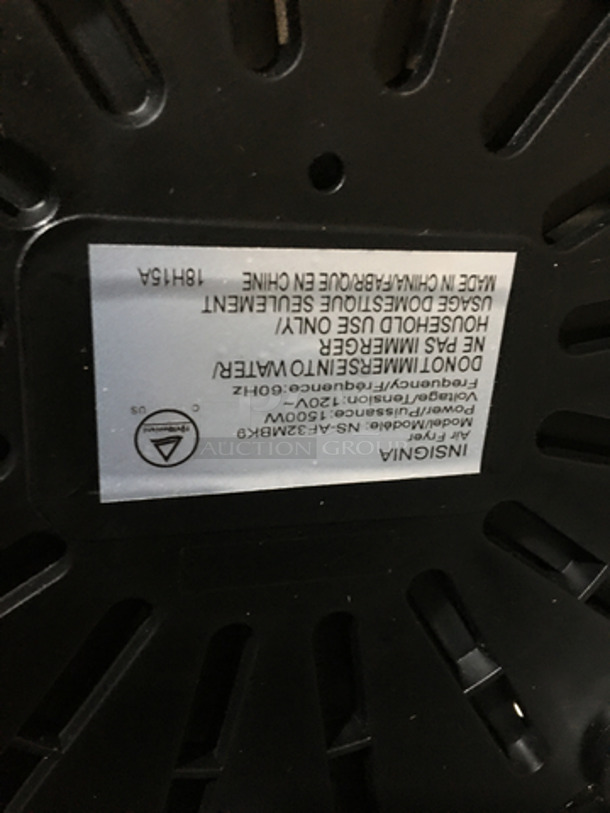 INSIGNIA
Air Fryer
Model/Modèle: NS-AF32MBK9
Power/Puissance:1500W
Voltage/Tension:120V~
Frequency/Fréquence:60Hz
DO NOT IMMERSE INTO WATER/
NE PAS IMMERGER
HOUSEHOLD USE ONLY/
USAGE DOMESTIQUE SEULEMENT
MADE IN CHINA/FABRIQUE EN CHINE 18H15A
C US
AUCTION GROUP